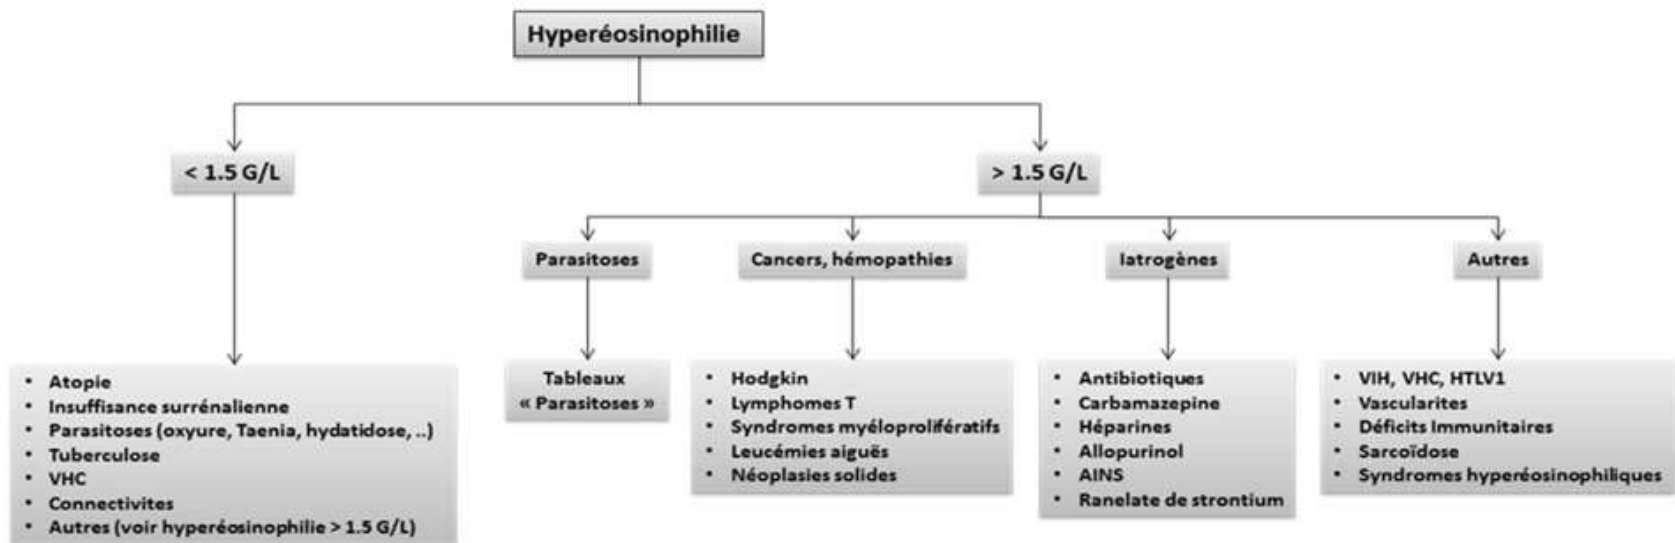 Hyperéosinophilie
< 1.5 G/L
> 1.5 G/L
Parasitoses
Cancers, hémopathies
Iatrogènes
Autres
• Atopie
• Insuffisance surrénalienne
• Parasitoses (oxyure, Taenia, hydatidose, ..)
• Tuberculose
• VHC
• Connectivites
• Autres (voir hyperéosinophilie > 1.5 G/L)
Tableaux
« Parasitoses »
• Hodgkin
• Lymphomes T
• Syndromes myéloprolifératifs
• Leucémies aiguës
• Néoplasies solides
• Antibiotiques
• Carbamazepine
• Héparines
• Allopurinol
• AINS
• Ranelate de strontium
• VIH, VHC, HTLV1
• Vascularites
• Déficits Immunitaires
• Sarcoïdose
• Syndromes hyperéosinophiliques